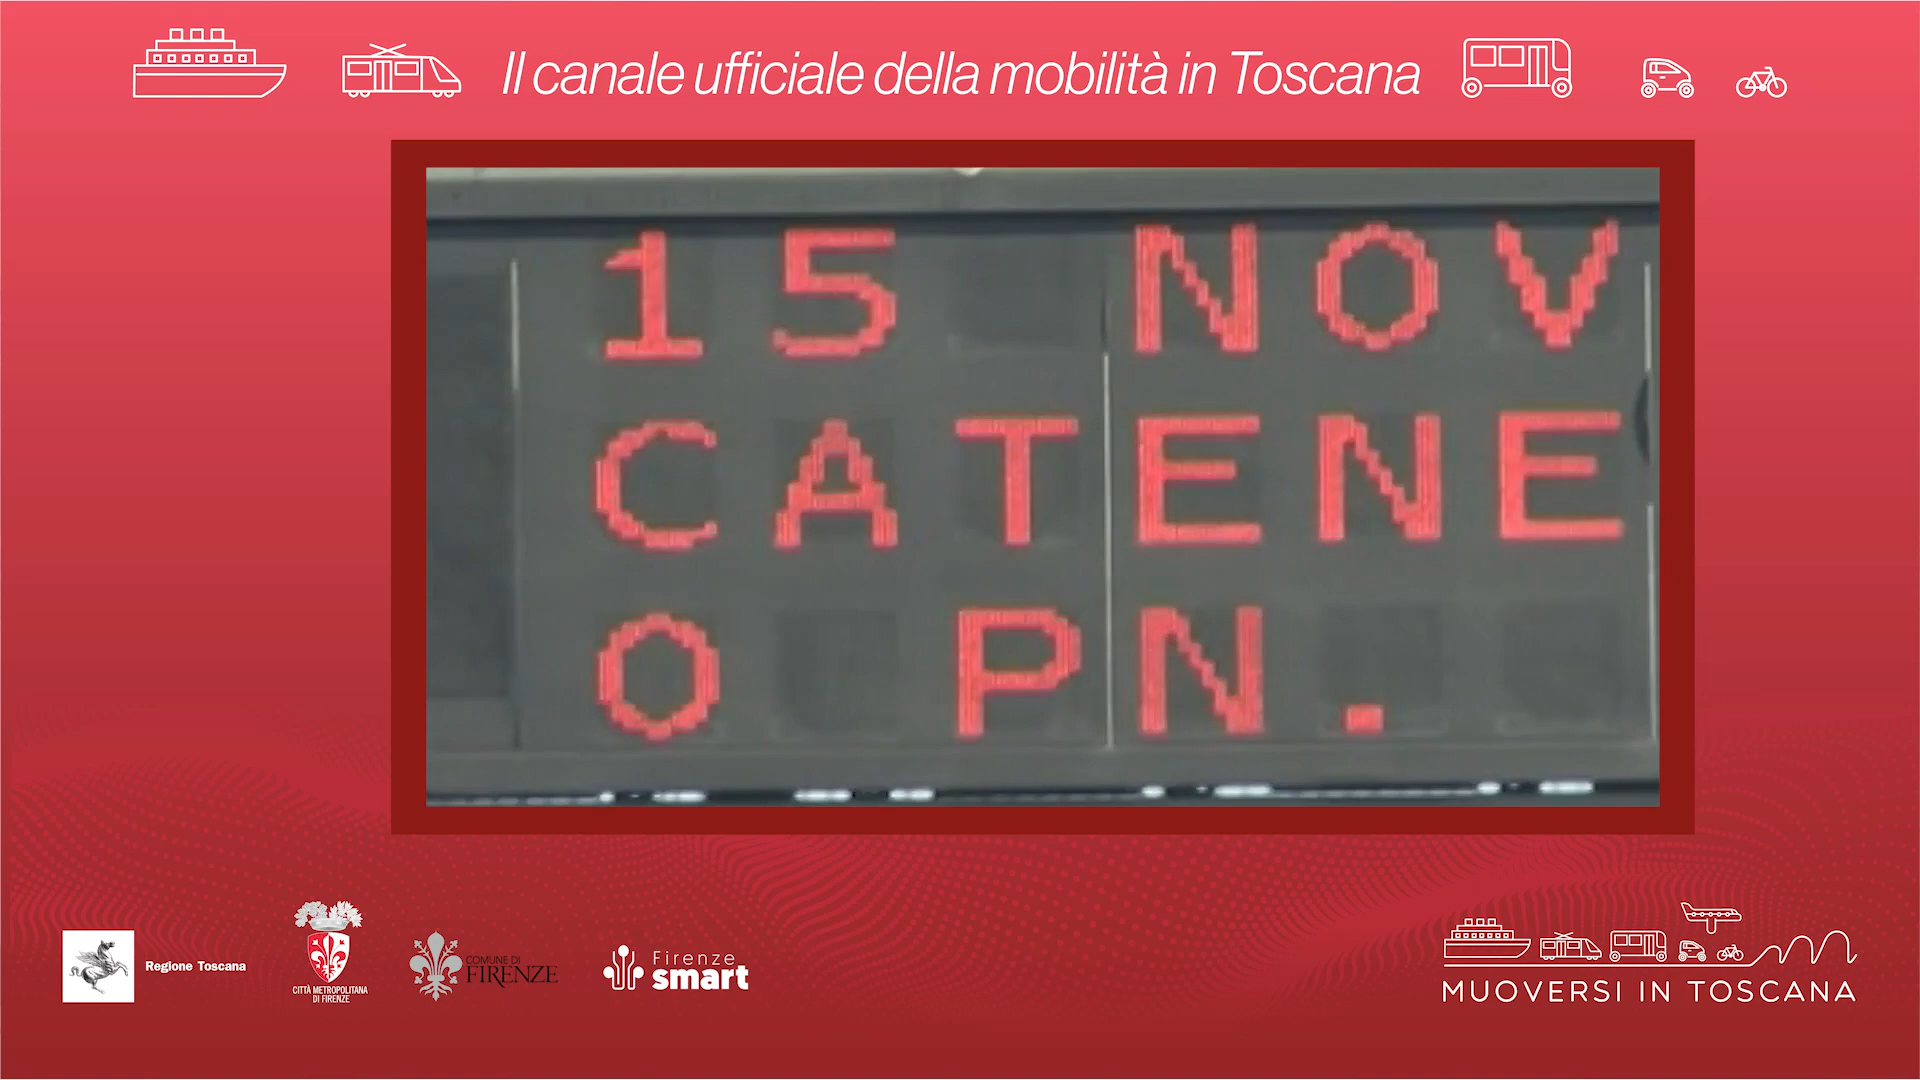 Il canale ufficiale della mobilità in Toscana
15 NOV
CATENE
O PN.
Regione Toscana
CITTÀ METROPOLITANA
DI FIRENZE
COMUNE DI
FIRENZE
Firenze
smart
MUOVERSI IN TOSCANA